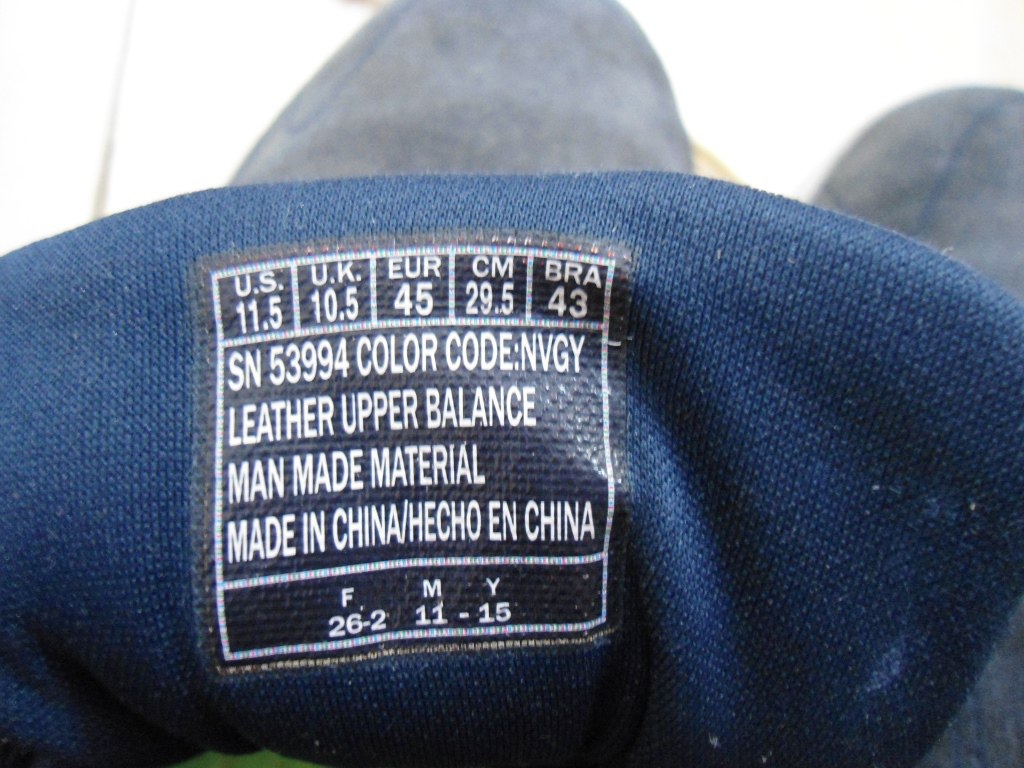 U.S. U.K. EUR CM BRA
11.5 10.5 45 29.5 43
SN 53994 COLOR CODE:NVGY
LEATHER UPPER BALANCE
MAN MADE MATERIAL
MADE IN CHINA/HECHO EN CHINA
F M Y
26-2 11 - 15